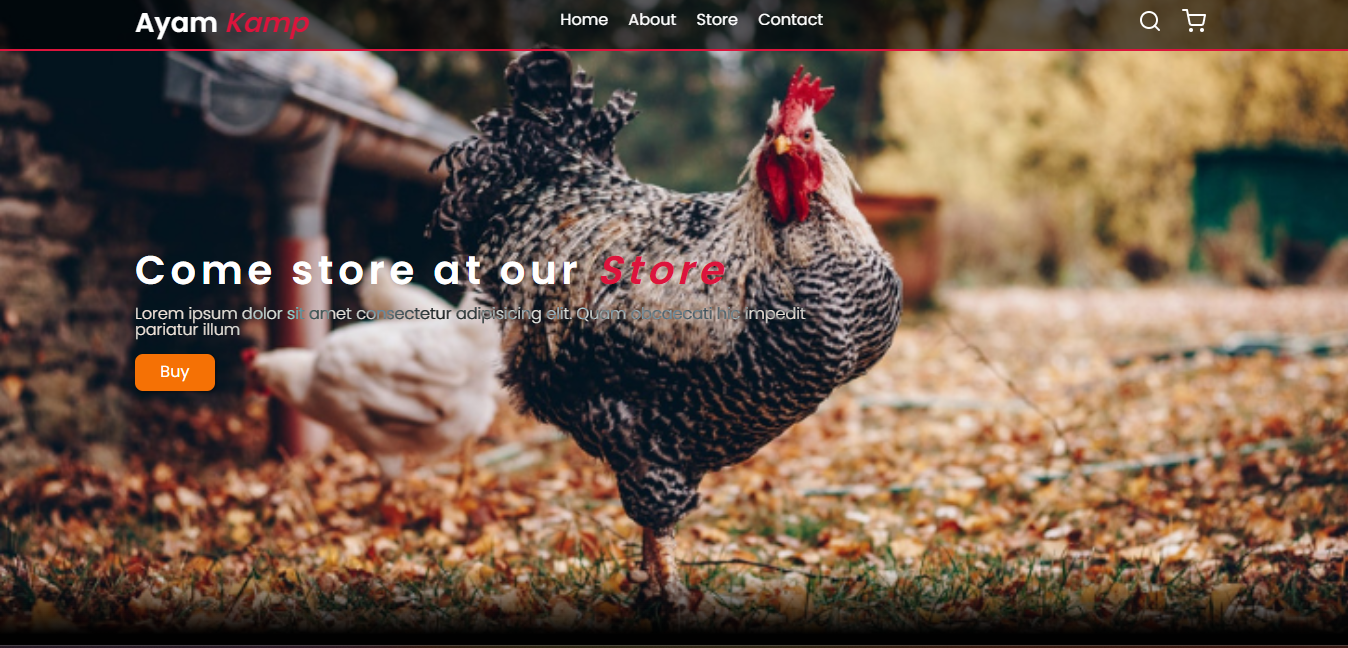 Ayam Kamp
Home About Store Contact
Come store at our Store
Lorem ipsum dolor sit amet consectetur adipisicing elit. Quam obcaecati hic impedit
pariatur illum
Buy